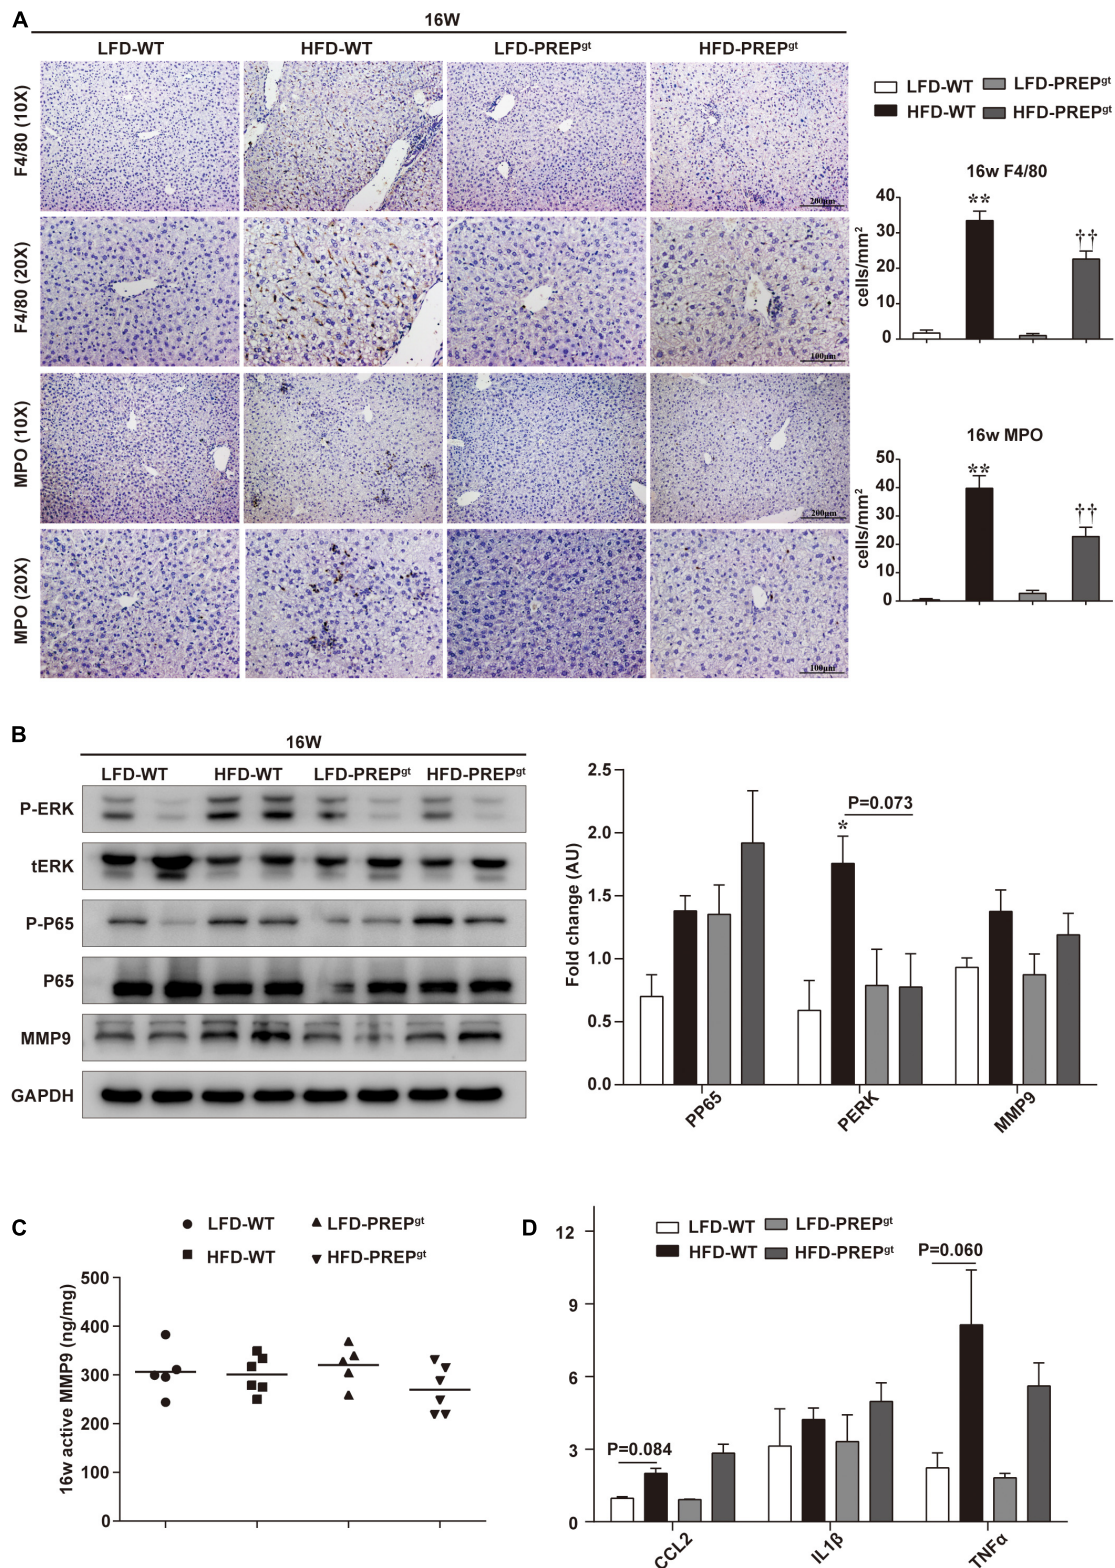 A
16W
LFD-WT HFD-WT LFD-PREPgt HFD-PREPgt
F4/80 (10X)
200μm
F4/80 (20X)
100μm
MPO (10X)
200μm
MPO (20X)
100μm
LFD-WT LFD-PREPgt
HFD-WT HFD-PREPgt
16w F4/80
cells/mm2
40
30
20
10
0
**
††
16w MPO
cells/mm2
50
40
30
20
10
0
**
††
B
16W
LFD-WT HFD-WT LFD-PREPgt HFD-PREPgt
P-ERK
tERK
P-P65
P65
MMP9
GAPDH
Fold change (AU)
2.5
2.0
1.5
1.0
0.5
0.0
P=0.073
*
PP65 PERK MMP9
C
LFD-WT LFD-PREPgt
HFD-WT HFD-PREPgt
16w active MMP9 (ng/mg)
500
400
300
200
100
0
D
LFD-WT LFD-PREPgt
HFD-WT HFD-PREPgt
12
9
6
3
0
P=0.084
P=0.060
CCL2 IL1β TNFα